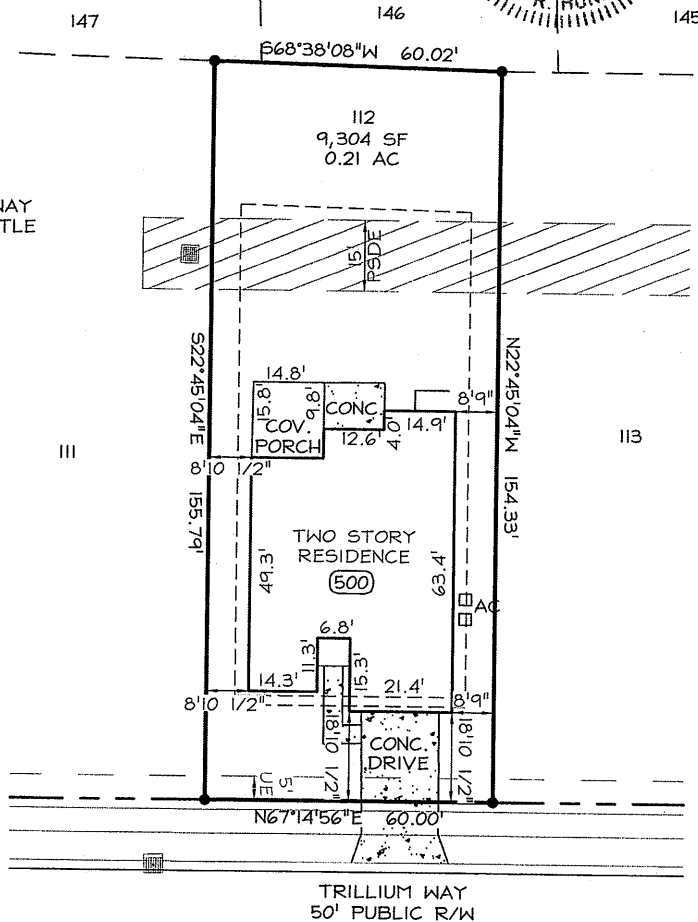 147
146
145
S68°38'08"W 60.02'
112
9,304 SF
0.21 AC
15'
PSDE
S22°45'04"E 155.79'
N22°45'04"W 154.33'
14.8'
15.8'
9.8'
CONC.
COV.
PORCH
12.6'
4.0'
14.9'
8'9"
111
113
8'10 1/2"
TWO STORY
RESIDENCE
500
49.3'
63.4'
AC
6.8'
11.3'
15.3'
14.3'
21.4'
8'10 1/2"
8'9"
18'10 1/2"
CONC.
DRIVE
18'10 1/2"
5'
UE
N67°14'56"E 60.00'
TRILLIUM WAY
50' PUBLIC R/W